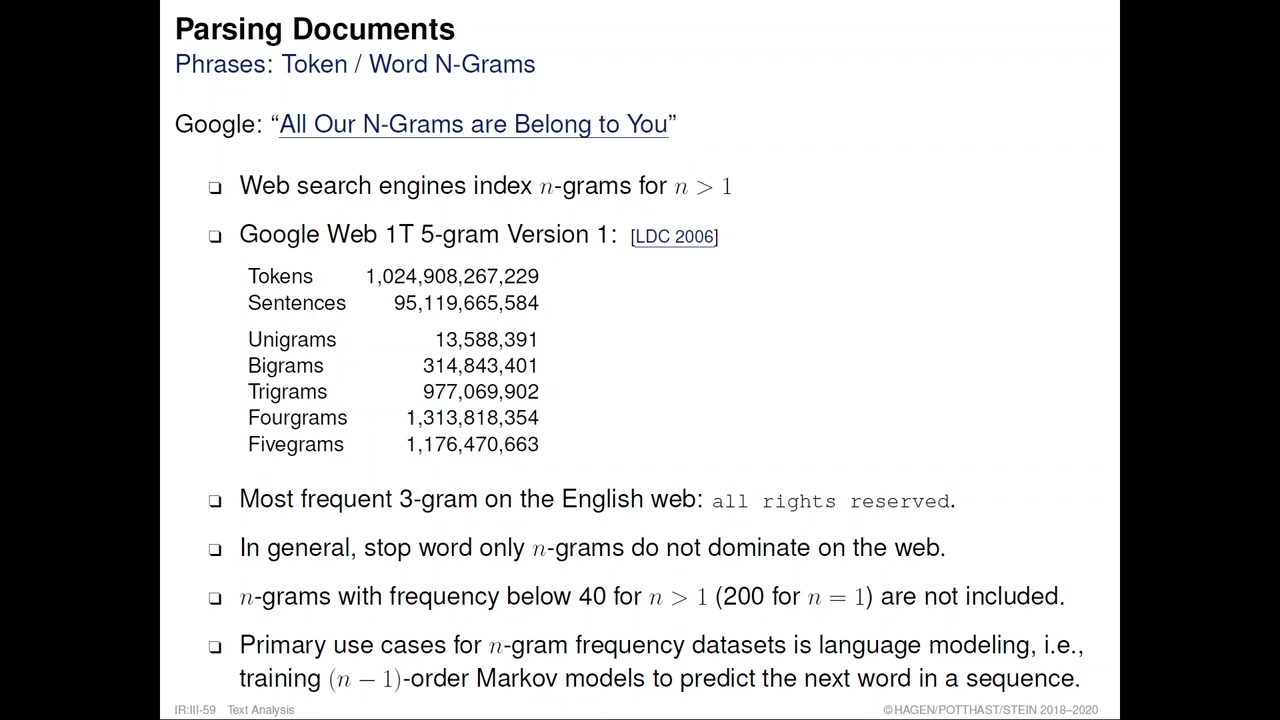 Parsing Documents
Phrases: Token / Word N-Grams
Google: “All Our N-Grams are Belong to You”
❑ Web search engines index n-grams for n > 1
❑ Google Web 1T 5-gram Version 1: [LDC 2006]
Tokens 1,024,908,267,229
Sentences 95,119,665,584
Unigrams 13,588,391
Bigrams 314,843,401
Trigrams 977,069,902
Fourgrams 1,313,818,354
Fivegrams 1,176,470,663
❑ Most frequent 3-gram on the English web: all rights reserved.
❑ In general, stop word only n-grams do not dominate on the web.
❑ n-grams with frequency below 40 for n > 1 (200 for n = 1) are not included.
❑ Primary use cases for n-gram frequency datasets is language modeling, i.e.,
training (n − 1)-order Markov models to predict the next word in a sequence.
IR:III-59 Text Analysis ©HAGEN/POTTHAST/STEIN 2018–2020